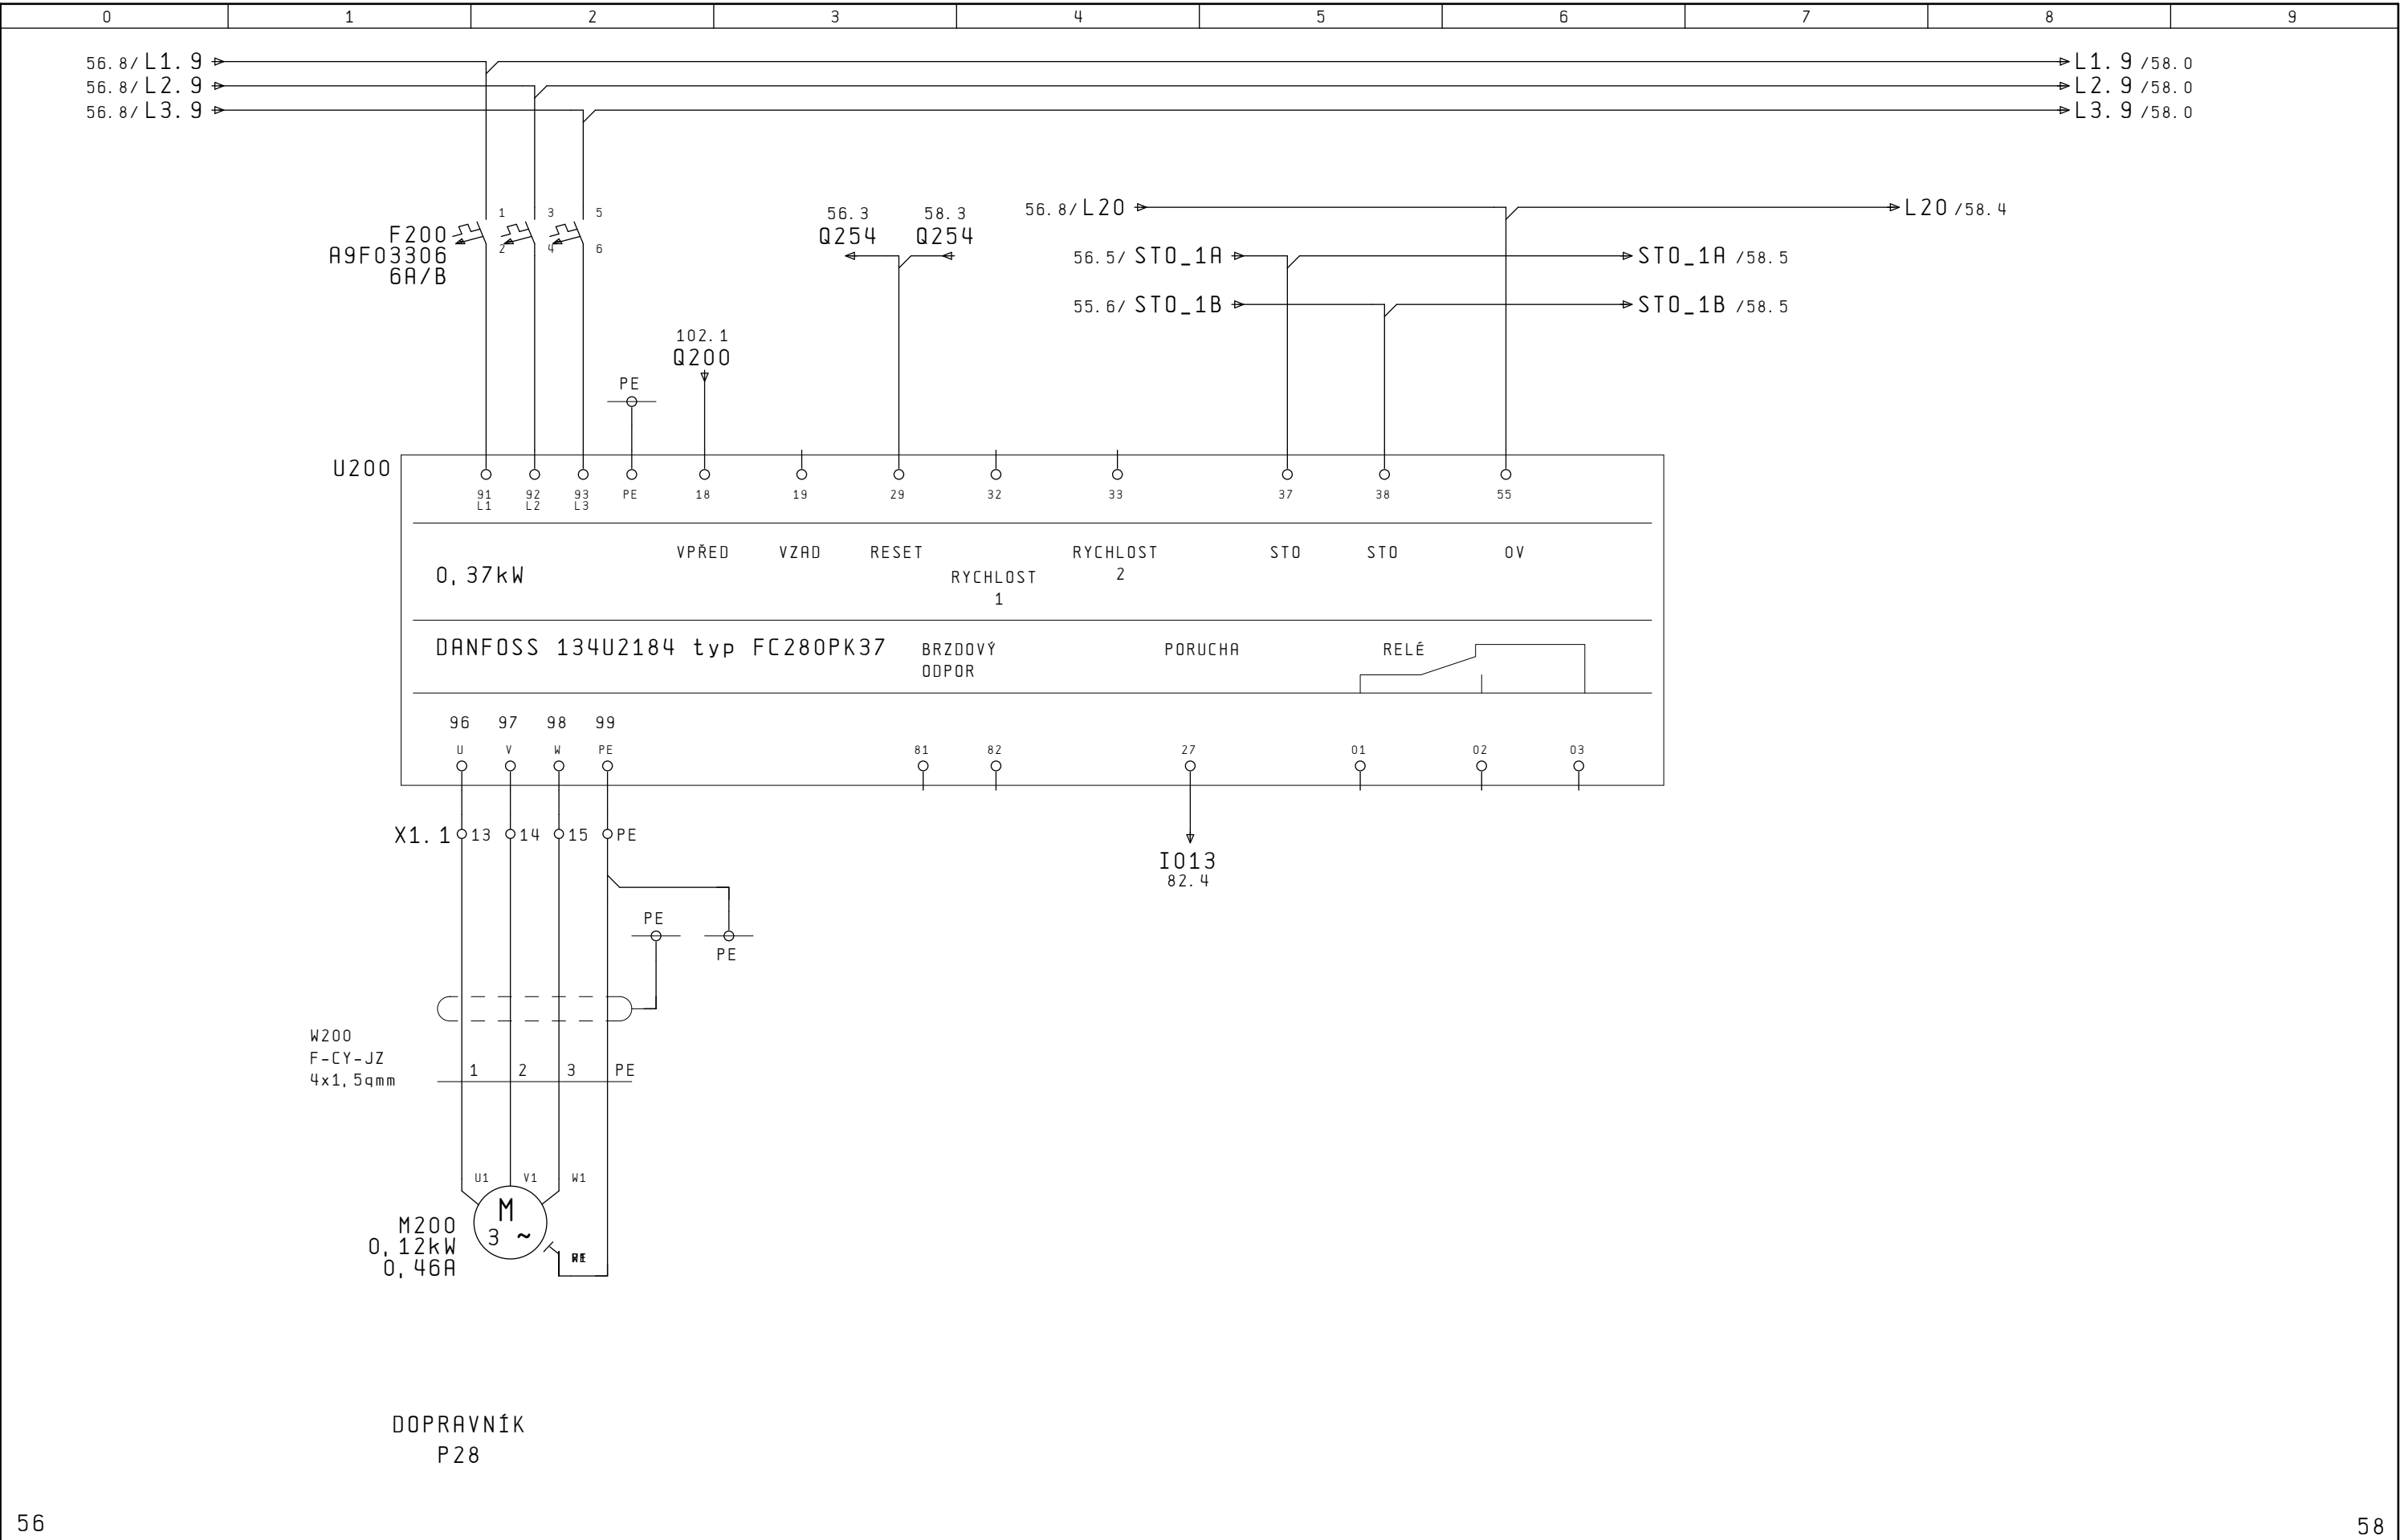 0 1 2 3 4 5 6 7 8 9
56.8/ L1.9 L1.9 /58.0
56.8/ L2.9 L2.9 /58.0
56.8/ L3.9 L3.9 /58.0
56.3 58.3
Q254 Q254
56.8/ L20 L20 /58.4
1 3 5
F200
2 4 6
A9F03306
6A/B
56.5/ STO_1A STO_1A /58.5
55.6/ STO_1B STO_1B /58.5
102.1
Q200
PE
U200
91 92 93 PE 18 19 29 32 33 37 38 55
L1 L2 L3
VPŘED VZAD RESET RYCHLOST STO STO 0V
2
0,37kW
RYCHLOST
1
DANFOSS 134U2184 typ FC280PK37
BRZDOVÝ PORUCHA RELÉ
ODPOR
96 97 98 99
U V W PE 81 82 27 01 02 03
X1.1 13 14 15 PE
I013
82.4
PE
PE
W200
F-CY-JZ
4x1,5qmm
1 2 3 PE
U1 V1 W1
M
3 ~
M200
0,12kW
0,46A
DOPRAVNÍK
P28
56 58